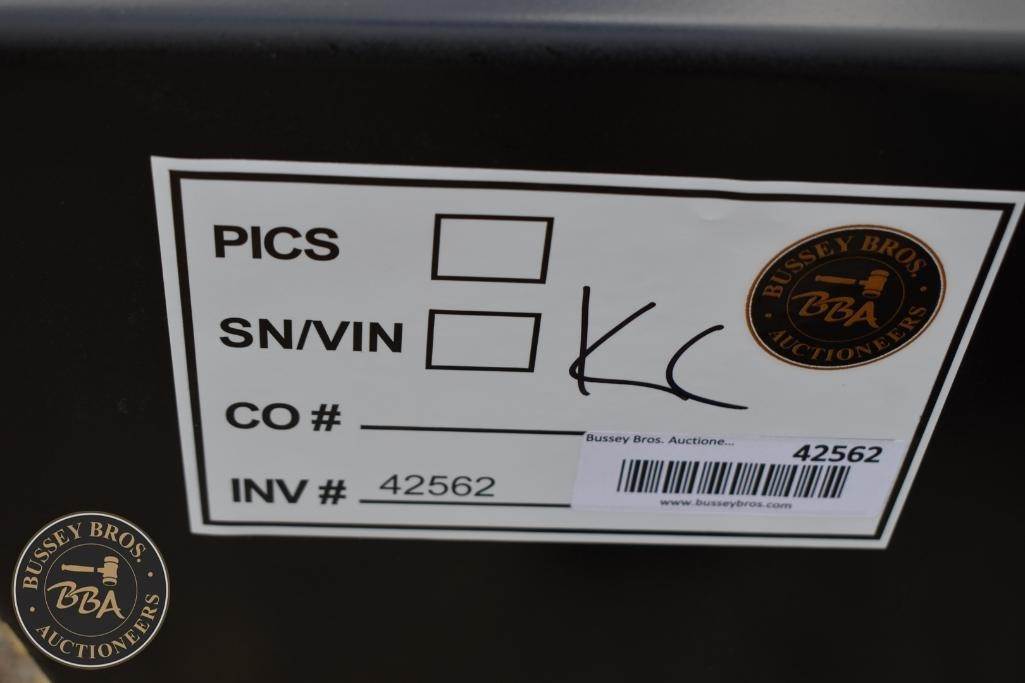 PICS
SN/VIN
KC
CO #
INV # 42562
BUSSEY BROS.
BBA
AUCTIONEERS
Bussey Bros. Auctione...
42562
www.busseybros.com
BUSSEY BROS.
BBA
AUCTIONEERS